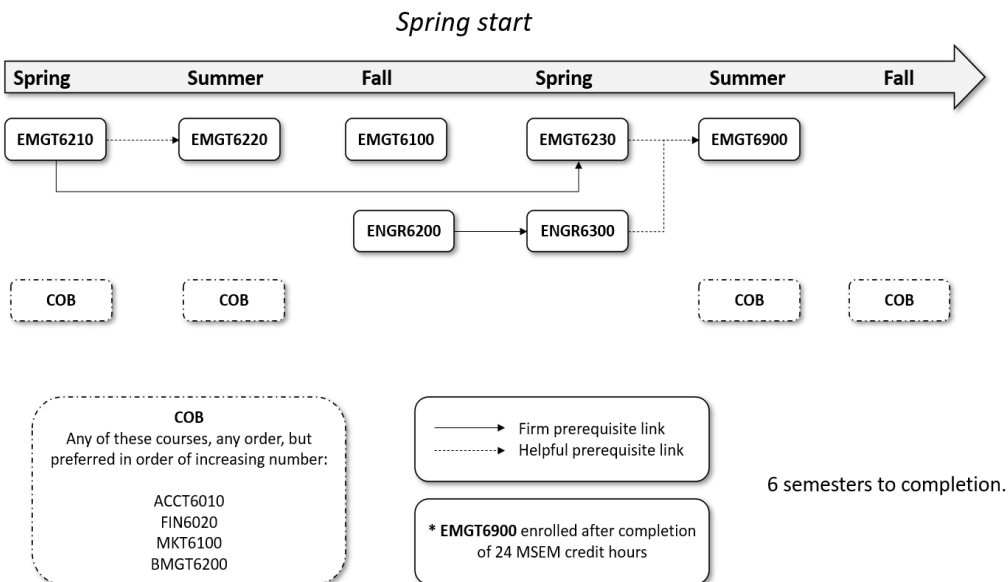 Spring start
Spring Summer Fall Spring Summer Fall
EMGT6210 EMGT6220 EMGT6100 EMGT6230 EMGT6900
ENGR6200 ENGR6300
COB COB COB COB
COB
Any of these courses, any order, but
preferred in order of increasing number:
ACCT6010
FIN6020
MKT6100
BMGT6200
Firm prerequisite link
Helpful prerequisite link
* EMGT6900 enrolled after completion
of 24 MSEM credit hours
6 semesters to completion.